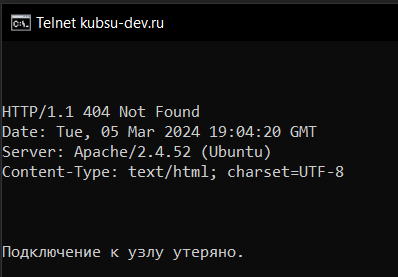 Telnet kubsu-dev.ru
HTTP/1.1 404 Not Found
Date: Tue, 05 Mar 2024 19:04:20 GMT
Server: Apache/2.4.52 (Ubuntu)
Content-Type: text/html; charset=UTF-8
Подключение к узлу утеряно.